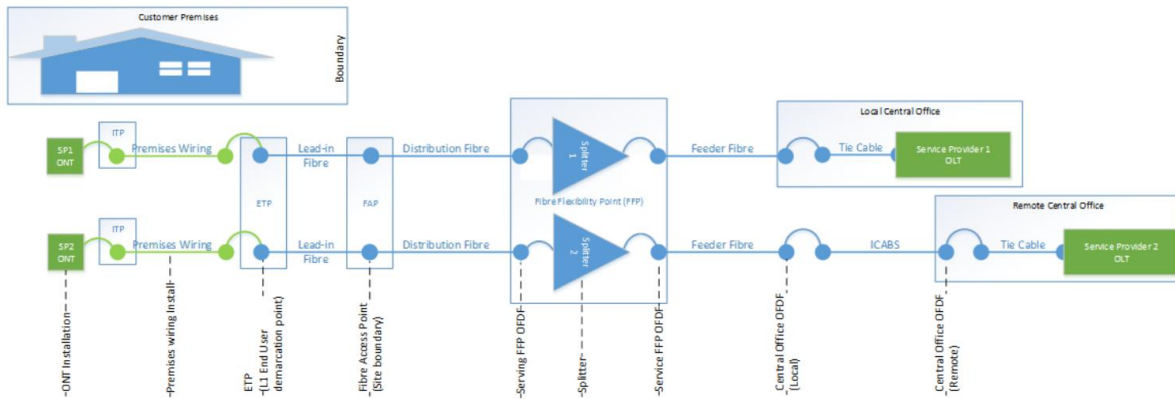 Customer Premises
Boundary
Local Central Office
ITP
SP1
ONT
Premises Wiring
Lead-in
Fibre
Distribution Fibre
Splitter
1
Feeder Fibre
Tie Cable
Service Provider 1
OLT
ETP
FAP
Fibre Flexibility Point (FFP)
Remote Central Office
ITP
SP2
ONT
Premises Wiring
Lead-in
Fibre
Distribution Fibre
Splitter
2
Feeder Fibre
ICABS
Tie Cable
Service Provider 2
OLT
ONT Installation
Premises wiring Install
ETP
(L1 End User
demarcation point)
Fibre Access Point
(Site boundary)
Serving FFP OFDF
Splitter
Service FFP OFDF
Central Office OFDF
(Local)
Central Office OFDF
(Remote)